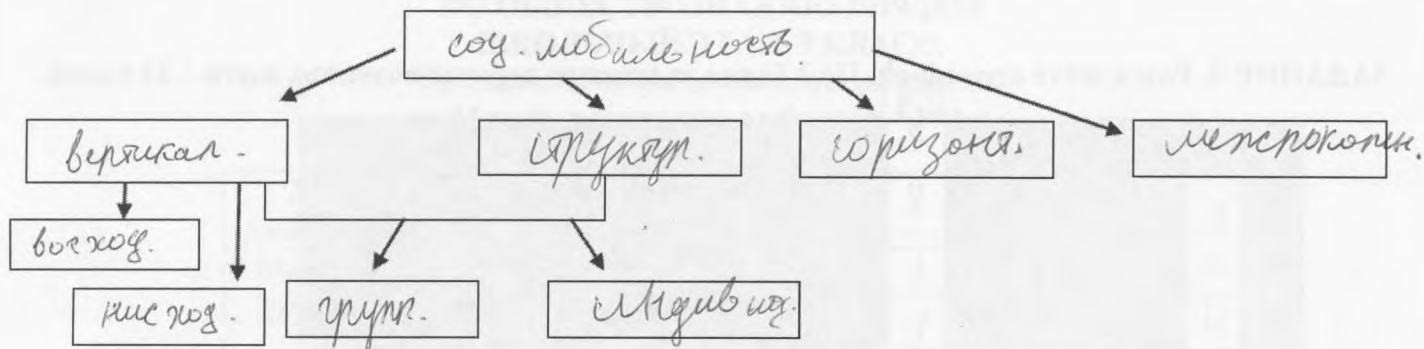 соц. мобильность
вертикал.
структур.
горизонт.
межпоколен.
восход.
нисход.
групп.
индивид.